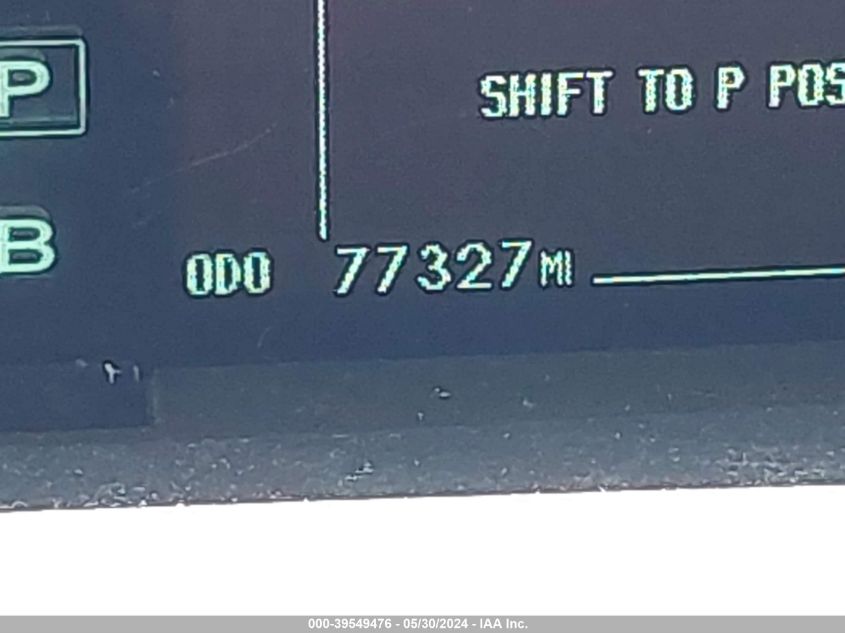 P
SHIFT TO P POS
B
ODO 77327MI
000-39549476 - 05/30/2024 - IAA Inc.